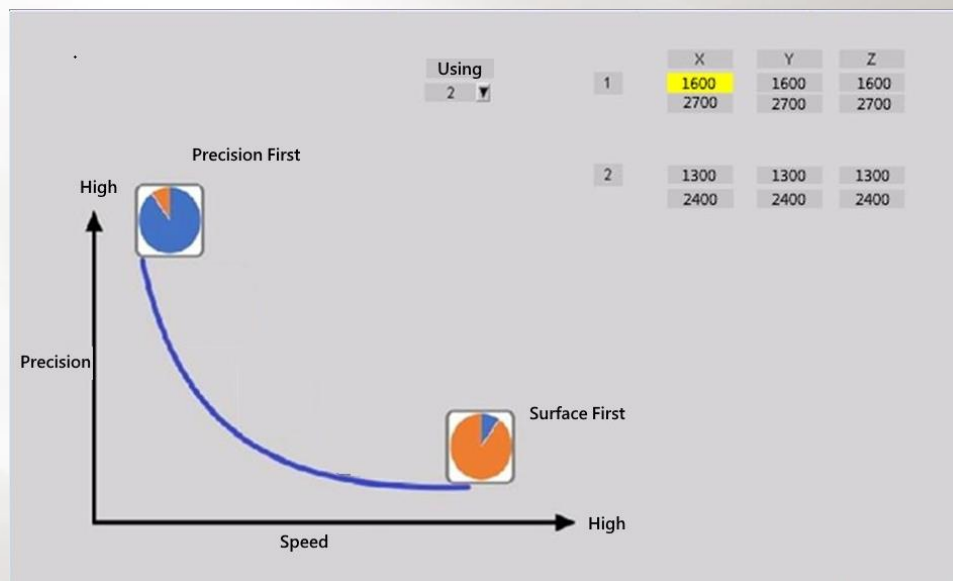 Using
2
X Y Z
1 1600 1600 1600
2700 2700 2700
2 1300 1300 1300
2400 2400 2400
Precision First
High
Precision
Surface First
High
Speed